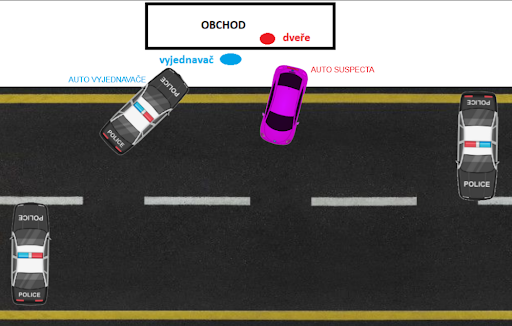 OBCHOD
dveře
vyjednavač
AUTO SUSPECTA
AUTO VYJEDNAVAČE
POLICE
POLICE
POLICE
POLICE
POLICE
POLICE